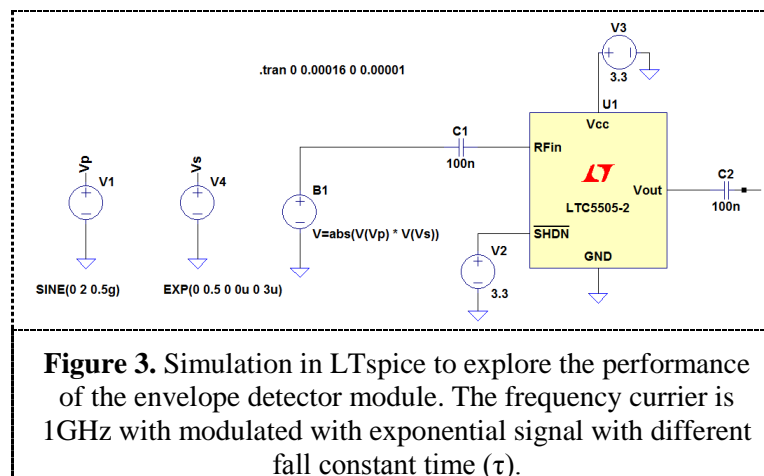 V3
.tran 0 0.00016 0 0.00001
3.3
U1
Vcc
C1
RFin
100n
Vp
V1
Vs
V4
B1
V=abs(V(Vp) * V(Vs))
LTC5505-2
Vout
C2
100n
SHDN
V2
3.3
GND
SINE(0 2 0.5g)
EXP(0 0.5 0 0u 0 3u)
Figure 3. Simulation in LTspice to explore the performance
of the envelope detector module. The frequency currier is
1GHz with modulated with exponential signal with different
fall constant time (τ).